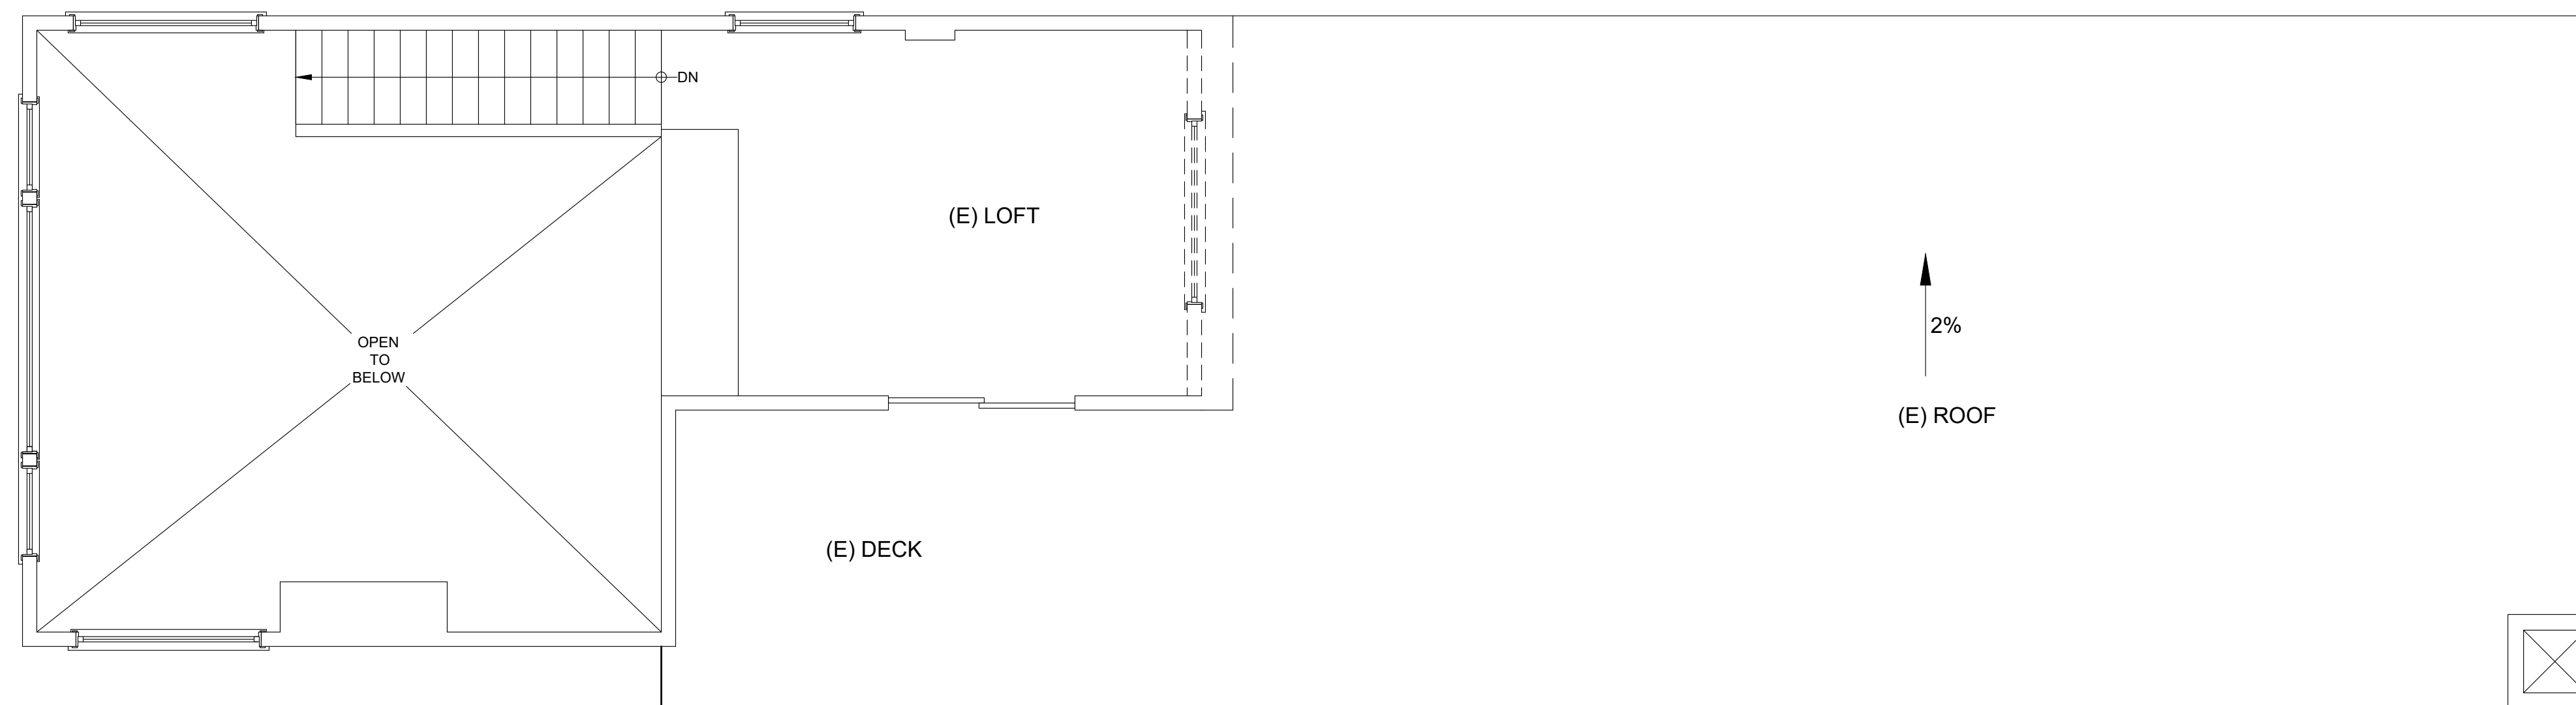 DN
(E) LOFT
2%
OPEN
TO
BELOW
(E) ROOF
(E) DECK